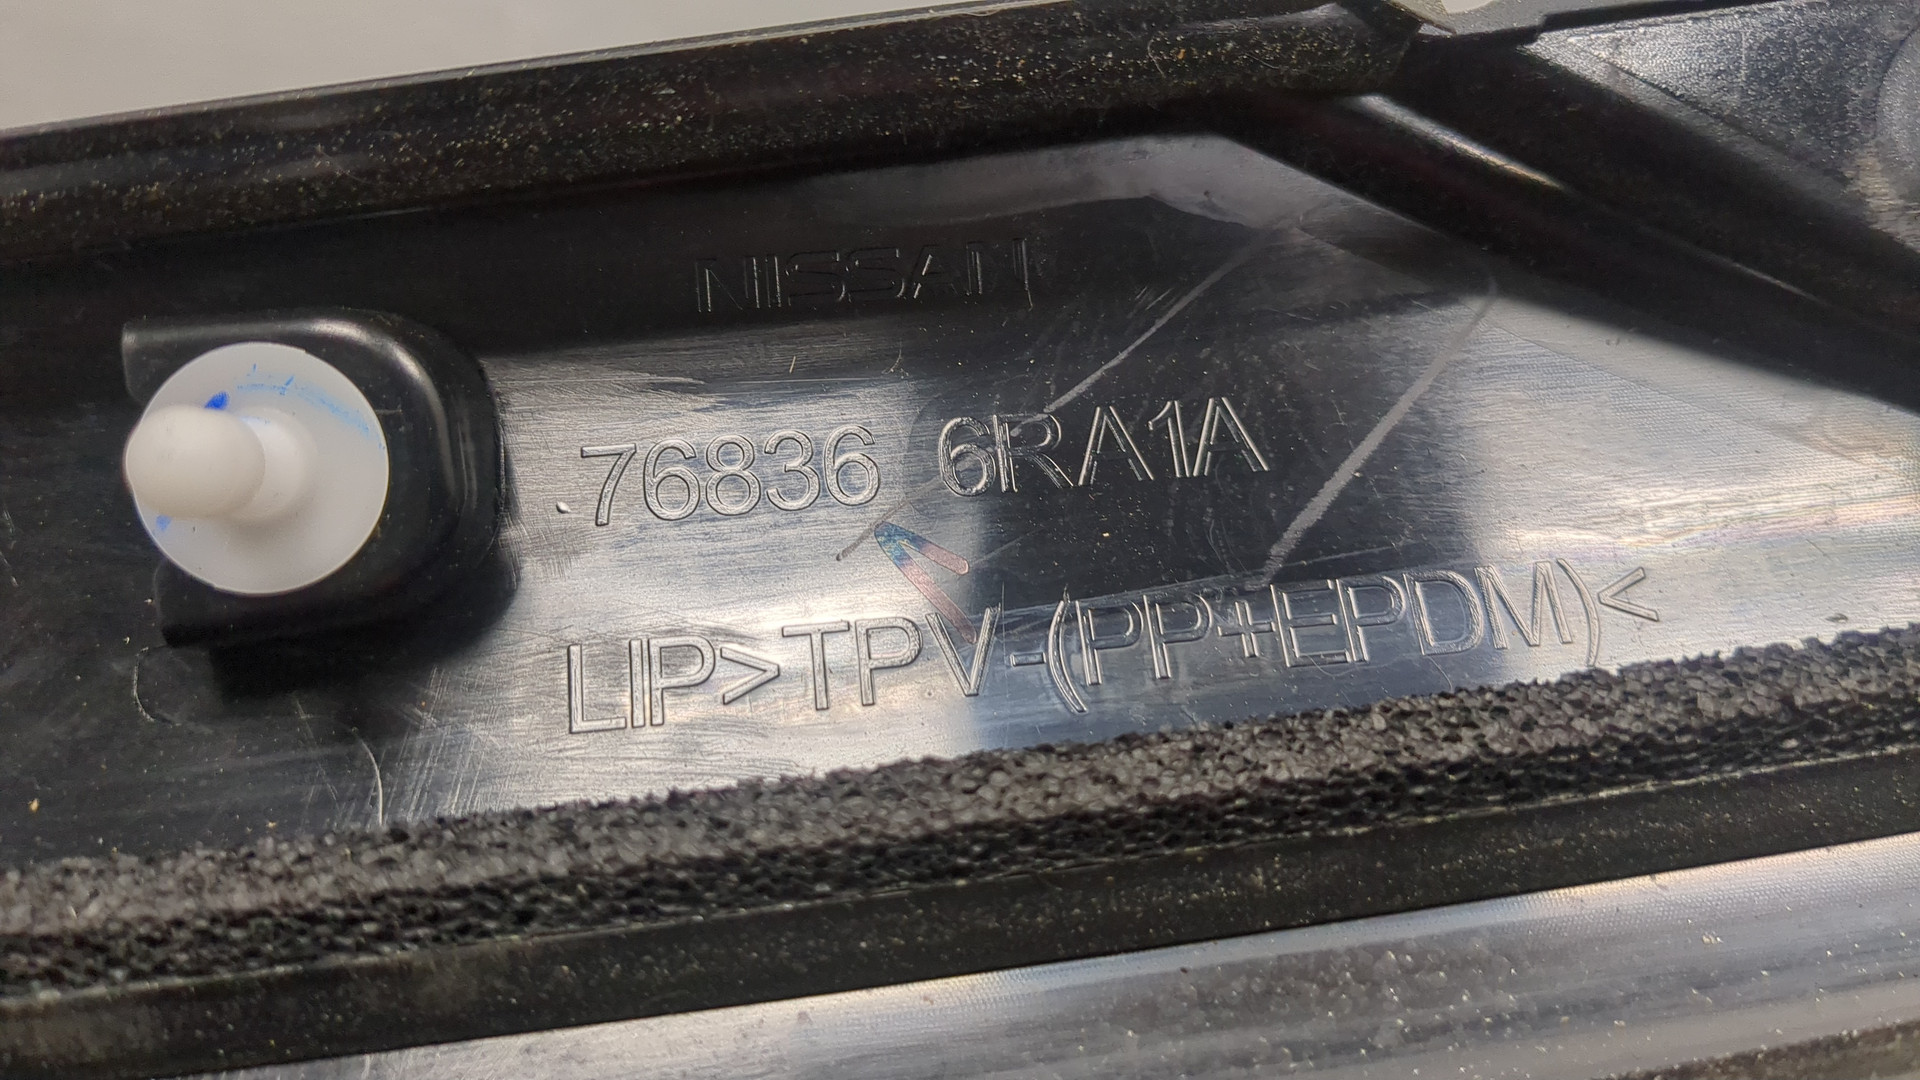 NISSAN
76836 6RA1A
LIP>TPV-(PP+EPDM)<